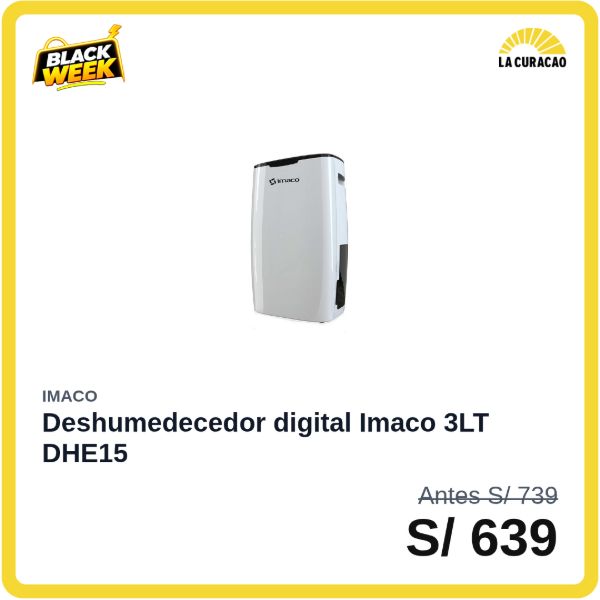 BLACK
WEEK
LA CURACAO
imaco
IMACO
Deshumedecedor digital Imaco 3LT
DHE15
Antes S/ 739
S/ 639